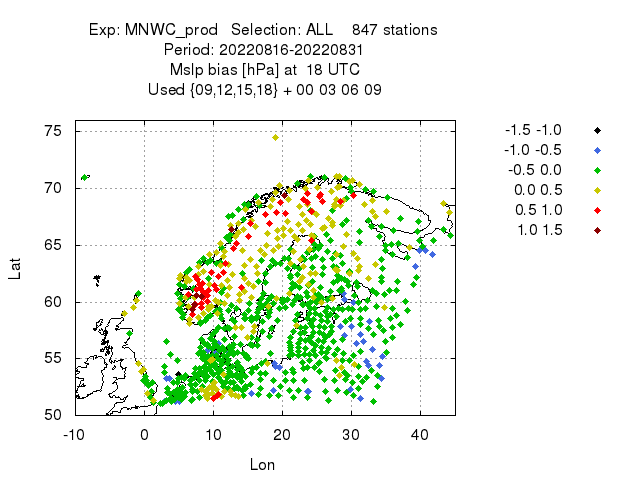 Exp: MNWC_prod   Selection: ALL    847 stations
Period: 20220816-20220831
Mslp bias [hPa] at  18 UTC
Used {09,12,15,18} + 00 03 06 09
-1.5 -1.0
-1.0 -0.5
-0.5 0.0
0.0 0.5
0.5 1.0
1.0 1.5
75
70
65
60
55
50
Lat
-10 0 10 20 30 40
Lon